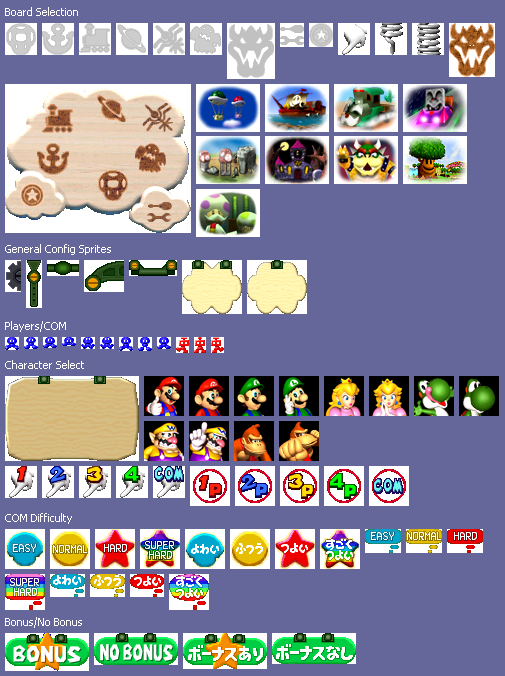 Board Selection
General Config Sprites
Players/COM
Character Select
1 2 3 4 COM 1P 2P 3P 4P COM
COM Difficulty
EASY NORMAL HARD SUPER HARD よわい ふつう つよい すごくつよい EASY NORMAL HARD
SUPER HARD よわい ふつう つよい すごくつよい
Bonus/No Bonus
BONUS NO BONUS ボーナスあり ボーナスなし